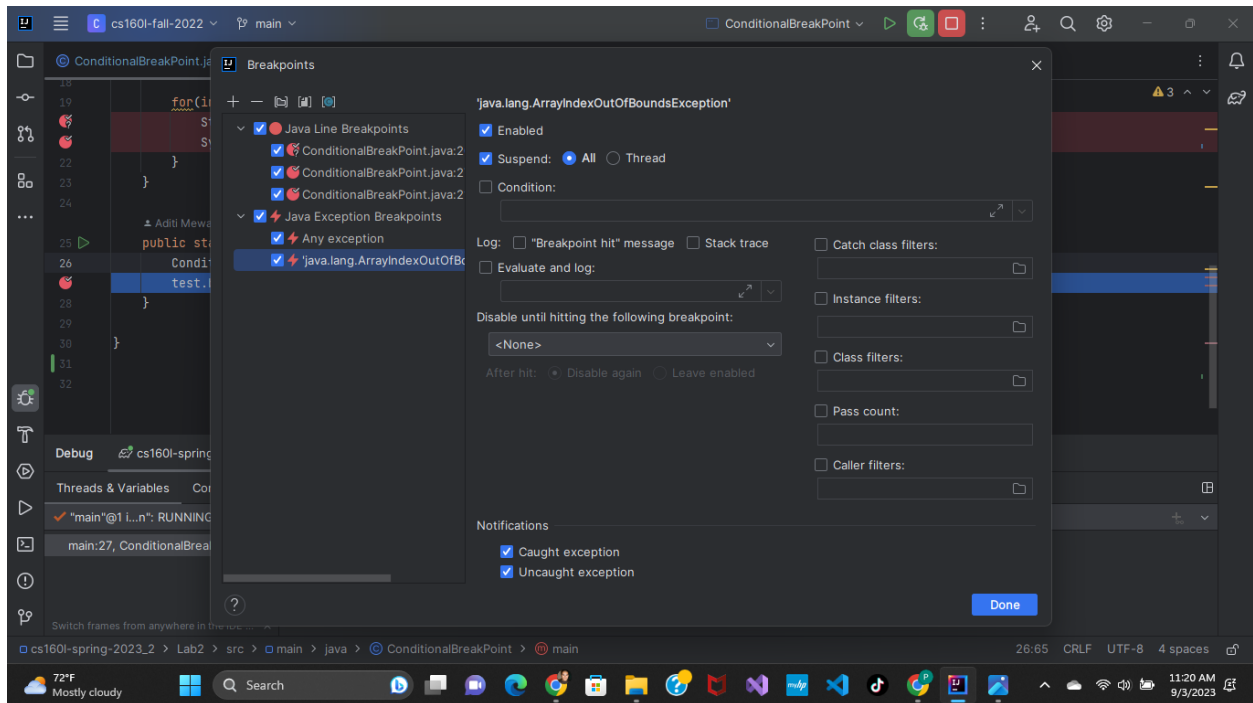 C cs160l-fall-2022 main ConditionalBreakPoint
ConditionalBreakPoint.ja
Breakpoints
18
19 for(i
S
S
22 }
23 }
24
Aditi Mewa
25 public sta
26 Condit
test.
28 }
29
30 }
31
32
3
Java Line Breakpoints
ConditionalBreakPoint.java:2
ConditionalBreakPoint.java:2
ConditionalBreakPoint.java:2
Java Exception Breakpoints
Any exception
'java.lang.ArrayIndexOutOfBo
'java.lang.ArrayIndexOutOfBoundsException'
Enabled
Suspend: All Thread
Condition:
Log: "Breakpoint hit" message Stack trace
Evaluate and log:
Disable until hitting the following breakpoint:
<None>
After hit: Disable again Leave enabled
Catch class filters:
Instance filters:
Class filters:
Pass count:
Caller filters:
Notifications
Caught exception
Uncaught exception
? Done
Debug cs160l-spring
Threads & Variables Co
"main"@1 i...n": RUNNING
main:27, ConditionalBreal
Switch frames from anywhere in the IDE
cs160l-spring-2023_2 > Lab2 > src > main > java > ConditionalBreakPoint > main
26:65 CRLF UTF-8 4 spaces
72°F
Mostly cloudy
Search
11:20 AM
9/3/2023